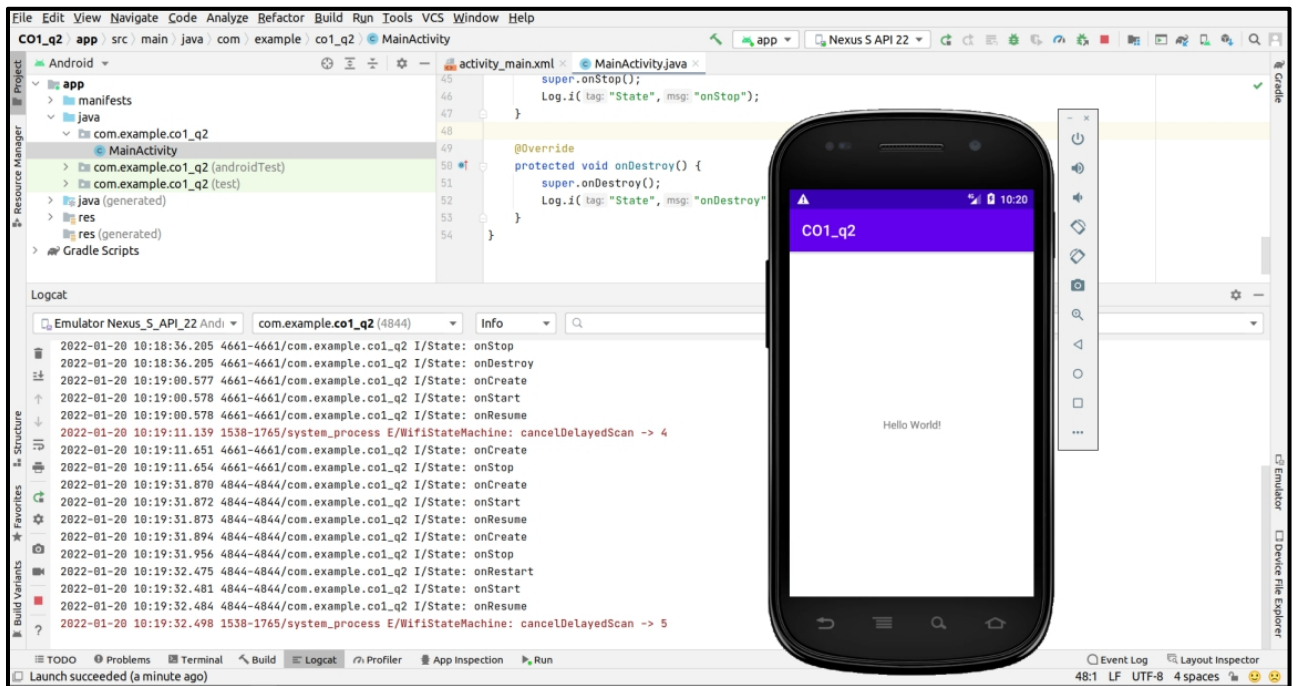 File Edit View Navigate Code Analyze Refactor Build Run Tools VCS Window Help
CO1_q2 app src main java com example co1_q2 MainActivity app Nexus S API 22
Project
Resource Manager
Structure
Favorites
Build Variants
Android
app
manifests
java
com.example.co1_q2
MainActivity
com.example.co1_q2 (androidTest)
com.example.co1_q2 (test)
java (generated)
res
res (generated)
Gradle Scripts
activity_main.xml MainActivity.java
45 super.onStop();
46 Log.i( tag: "State", msg: "onStop");
47 }
48
49 @Override
50 protected void onDestroy() {
51 super.onDestroy();
52 Log.i( tag: "State", msg: "onDestroy"
53 }
54 }
Gradle
Emulator
Device File Explorer
10:20
CO1_q2
Hello World!
Logcat
Emulator Nexus_S_API_22 Andr com.example.co1_q2 (4844) Info
2022-01-20 10:18:36.205 4661-4661/com.example.co1_q2 I/State: onStop
2022-01-20 10:18:36.205 4661-4661/com.example.co1_q2 I/State: onDestroy
2022-01-20 10:19:00.577 4661-4661/com.example.co1_q2 I/State: onCreate
2022-01-20 10:19:00.578 4661-4661/com.example.co1_q2 I/State: onStart
2022-01-20 10:19:00.578 4661-4661/com.example.co1_q2 I/State: onResume
2022-01-20 10:19:11.139 1538-1765/system_process E/WifiStateMachine: cancelDelayedScan -> 4
2022-01-20 10:19:11.651 4661-4661/com.example.co1_q2 I/State: onCreate
2022-01-20 10:19:11.654 4661-4661/com.example.co1_q2 I/State: onStop
2022-01-20 10:19:31.870 4844-4844/com.example.co1_q2 I/State: onCreate
2022-01-20 10:19:31.872 4844-4844/com.example.co1_q2 I/State: onStart
2022-01-20 10:19:31.873 4844-4844/com.example.co1_q2 I/State: onResume
2022-01-20 10:19:31.894 4844-4844/com.example.co1_q2 I/State: onCreate
2022-01-20 10:19:31.956 4844-4844/com.example.co1_q2 I/State: onStop
2022-01-20 10:19:32.475 4844-4844/com.example.co1_q2 I/State: onRestart
2022-01-20 10:19:32.481 4844-4844/com.example.co1_q2 I/State: onStart
2022-01-20 10:19:32.484 4844-4844/com.example.co1_q2 I/State: onResume
2022-01-20 10:19:32.498 1538-1765/system_process E/WifiStateMachine: cancelDelayedScan -> 5
TODO Problems Terminal Build Logcat Profiler App Inspection Run Event Log Layout Inspector
Launch succeeded (a minute ago) 48:1 LF UTF-8 4 spaces